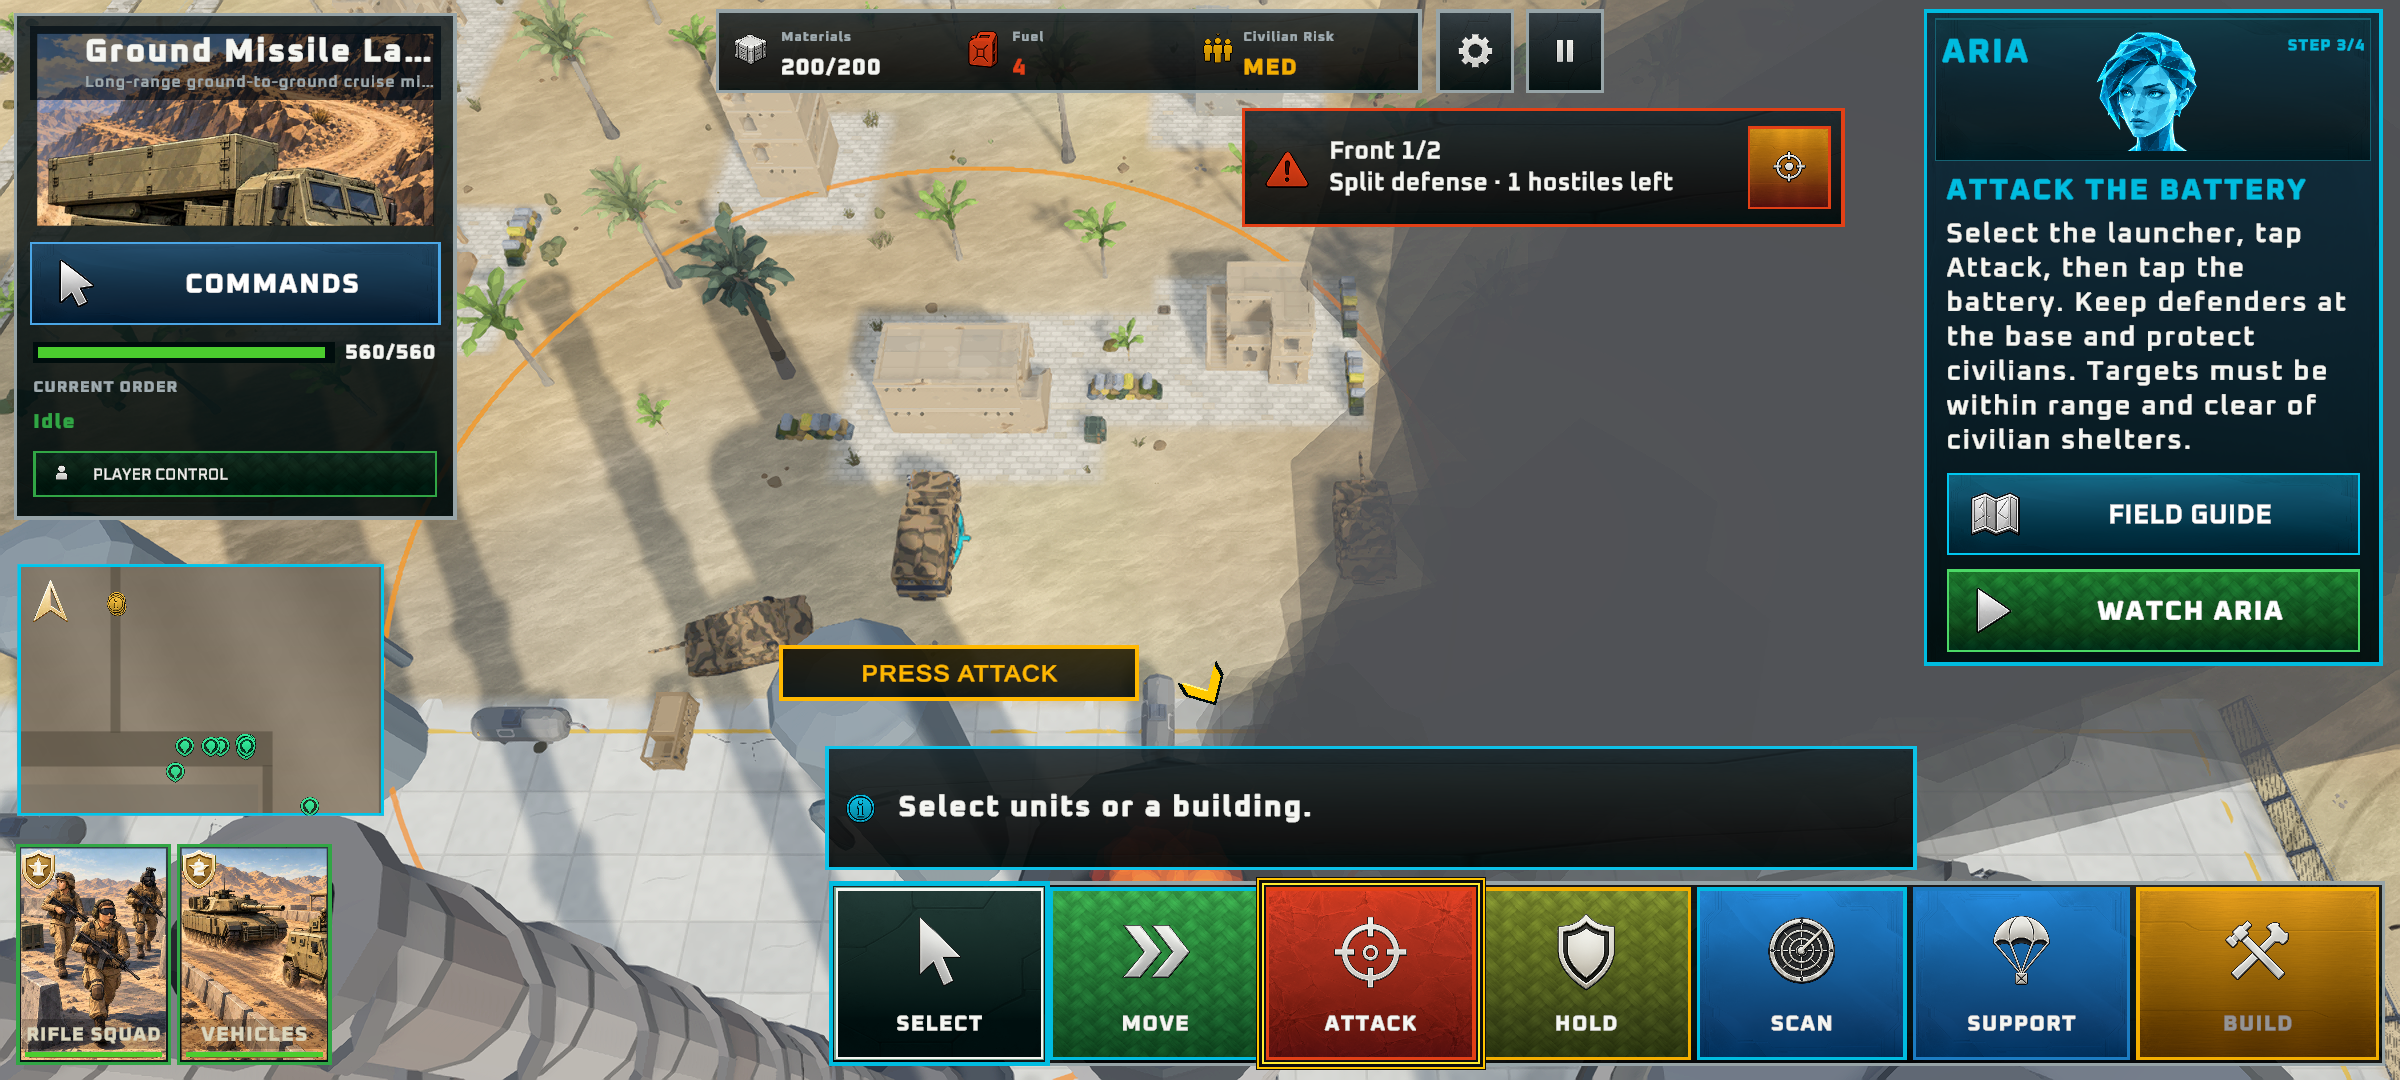 Ground Missile La...
Long-range ground-to-ground cruise mi...
COMMANDS
560/560
CURRENT ORDER
Idle
PLAYER CONTROL
Materials
200/200
Fuel
4
Civilian Risk
MED
Front 1/2
Split defense · 1 hostiles left
ARIA
STEP 3/4
ATTACK THE BATTERY
Select the launcher, tap
Attack, then tap the
battery. Keep defenders at
the base and protect
civilians. Targets must be
within range and clear of
civilian shelters.
FIELD GUIDE
WATCH ARIA
PRESS ATTACK
Select units or a building.
RIFLE SQUAD
VEHICLES
SELECT
MOVE
ATTACK
HOLD
SCAN
SUPPORT
BUILD